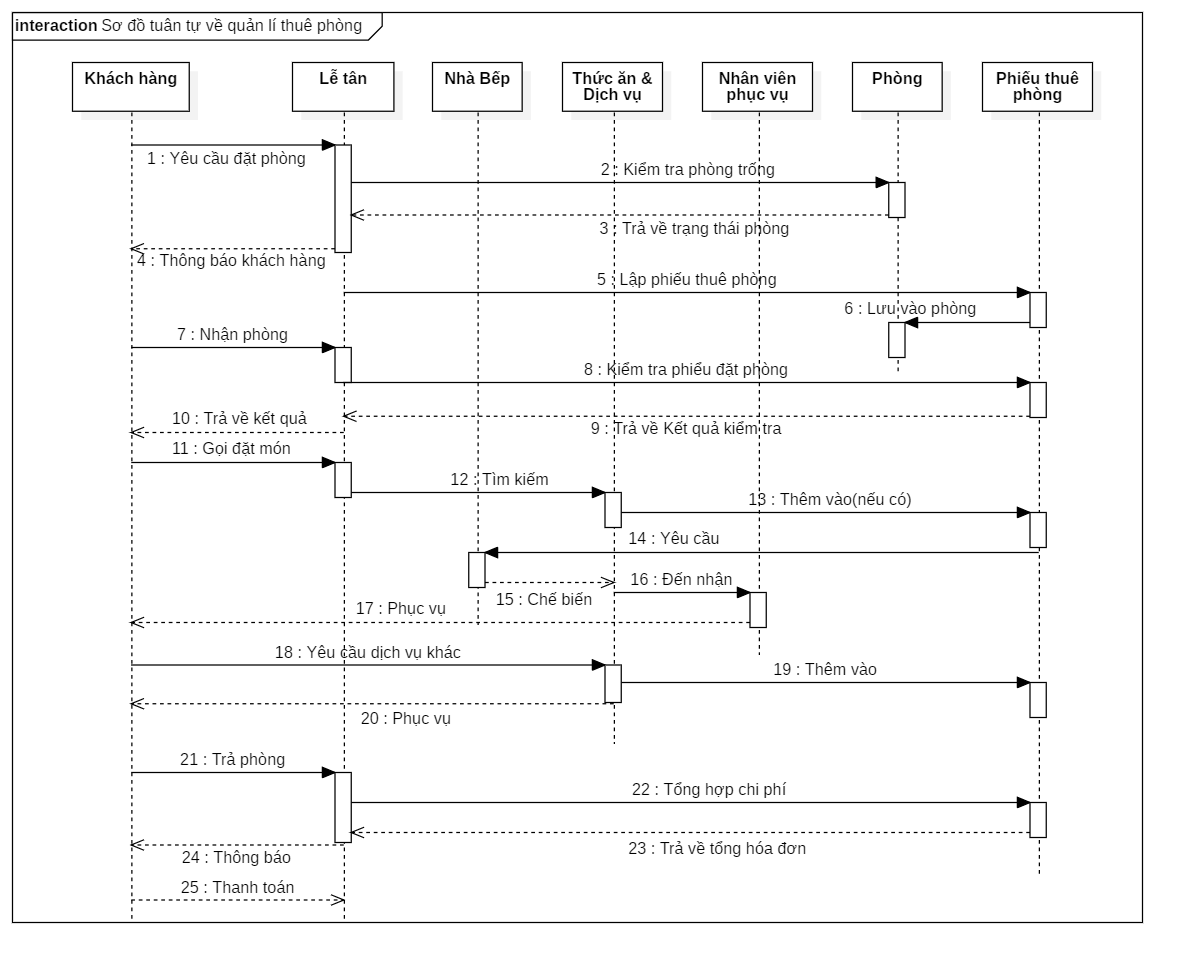 interaction Sơ đồ tuân tự về quản lí thuê phòng
Khách hàng
Lễ tân
Nhà Bếp
Thức ăn &
Dịch vụ
Nhân viên
phục vụ
Phòng
Phiếu thuê
phòng
1 : Yêu cầu đặt phòng
2 : Kiểm tra phòng trống
3 : Trả về trạng thái phòng
4 : Thông báo khách hàng
5 : Lập phiếu thuê phòng
6 : Lưu vào phòng
7 : Nhận phòng
8 : Kiểm tra phiểu đặt phòng
10 : Trả về kết quả
9 : Trả về Kết quả kiểm tra
11 : Gọi đặt món
12 : Tìm kiếm
13 : Thêm vào(nếu có)
14 : Yêu cầu
16 : Đến nhận
15 : Chế biến
17 : Phục vụ
18 : Yêu cầu dịch vụ khác
19 : Thêm vào
20 : Phục vụ
21 : Trả phòng
22 : Tổng hợp chi phí
23 : Trả về tổng hóa đơn
24 : Thông báo
25 : Thanh toán